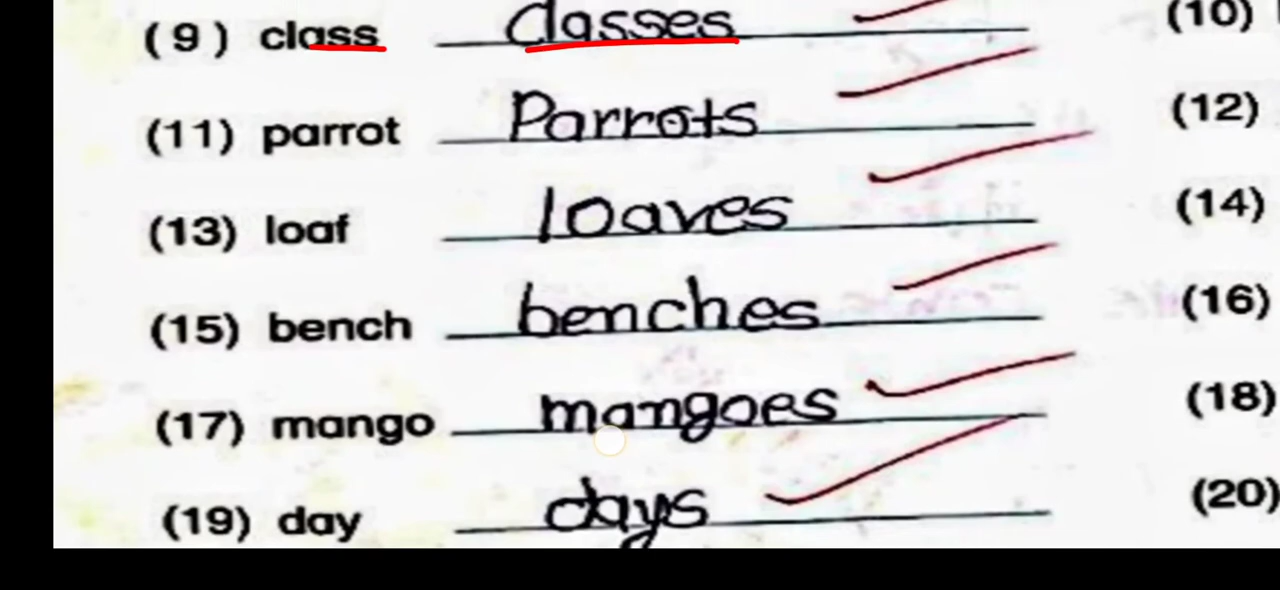 (9) class Classes (10)
(11) parrot Parrots (12)
(13) loaf loaves (14)
(15) bench benches (16)
(17) mango mangoes (18)
(19) day days (20)